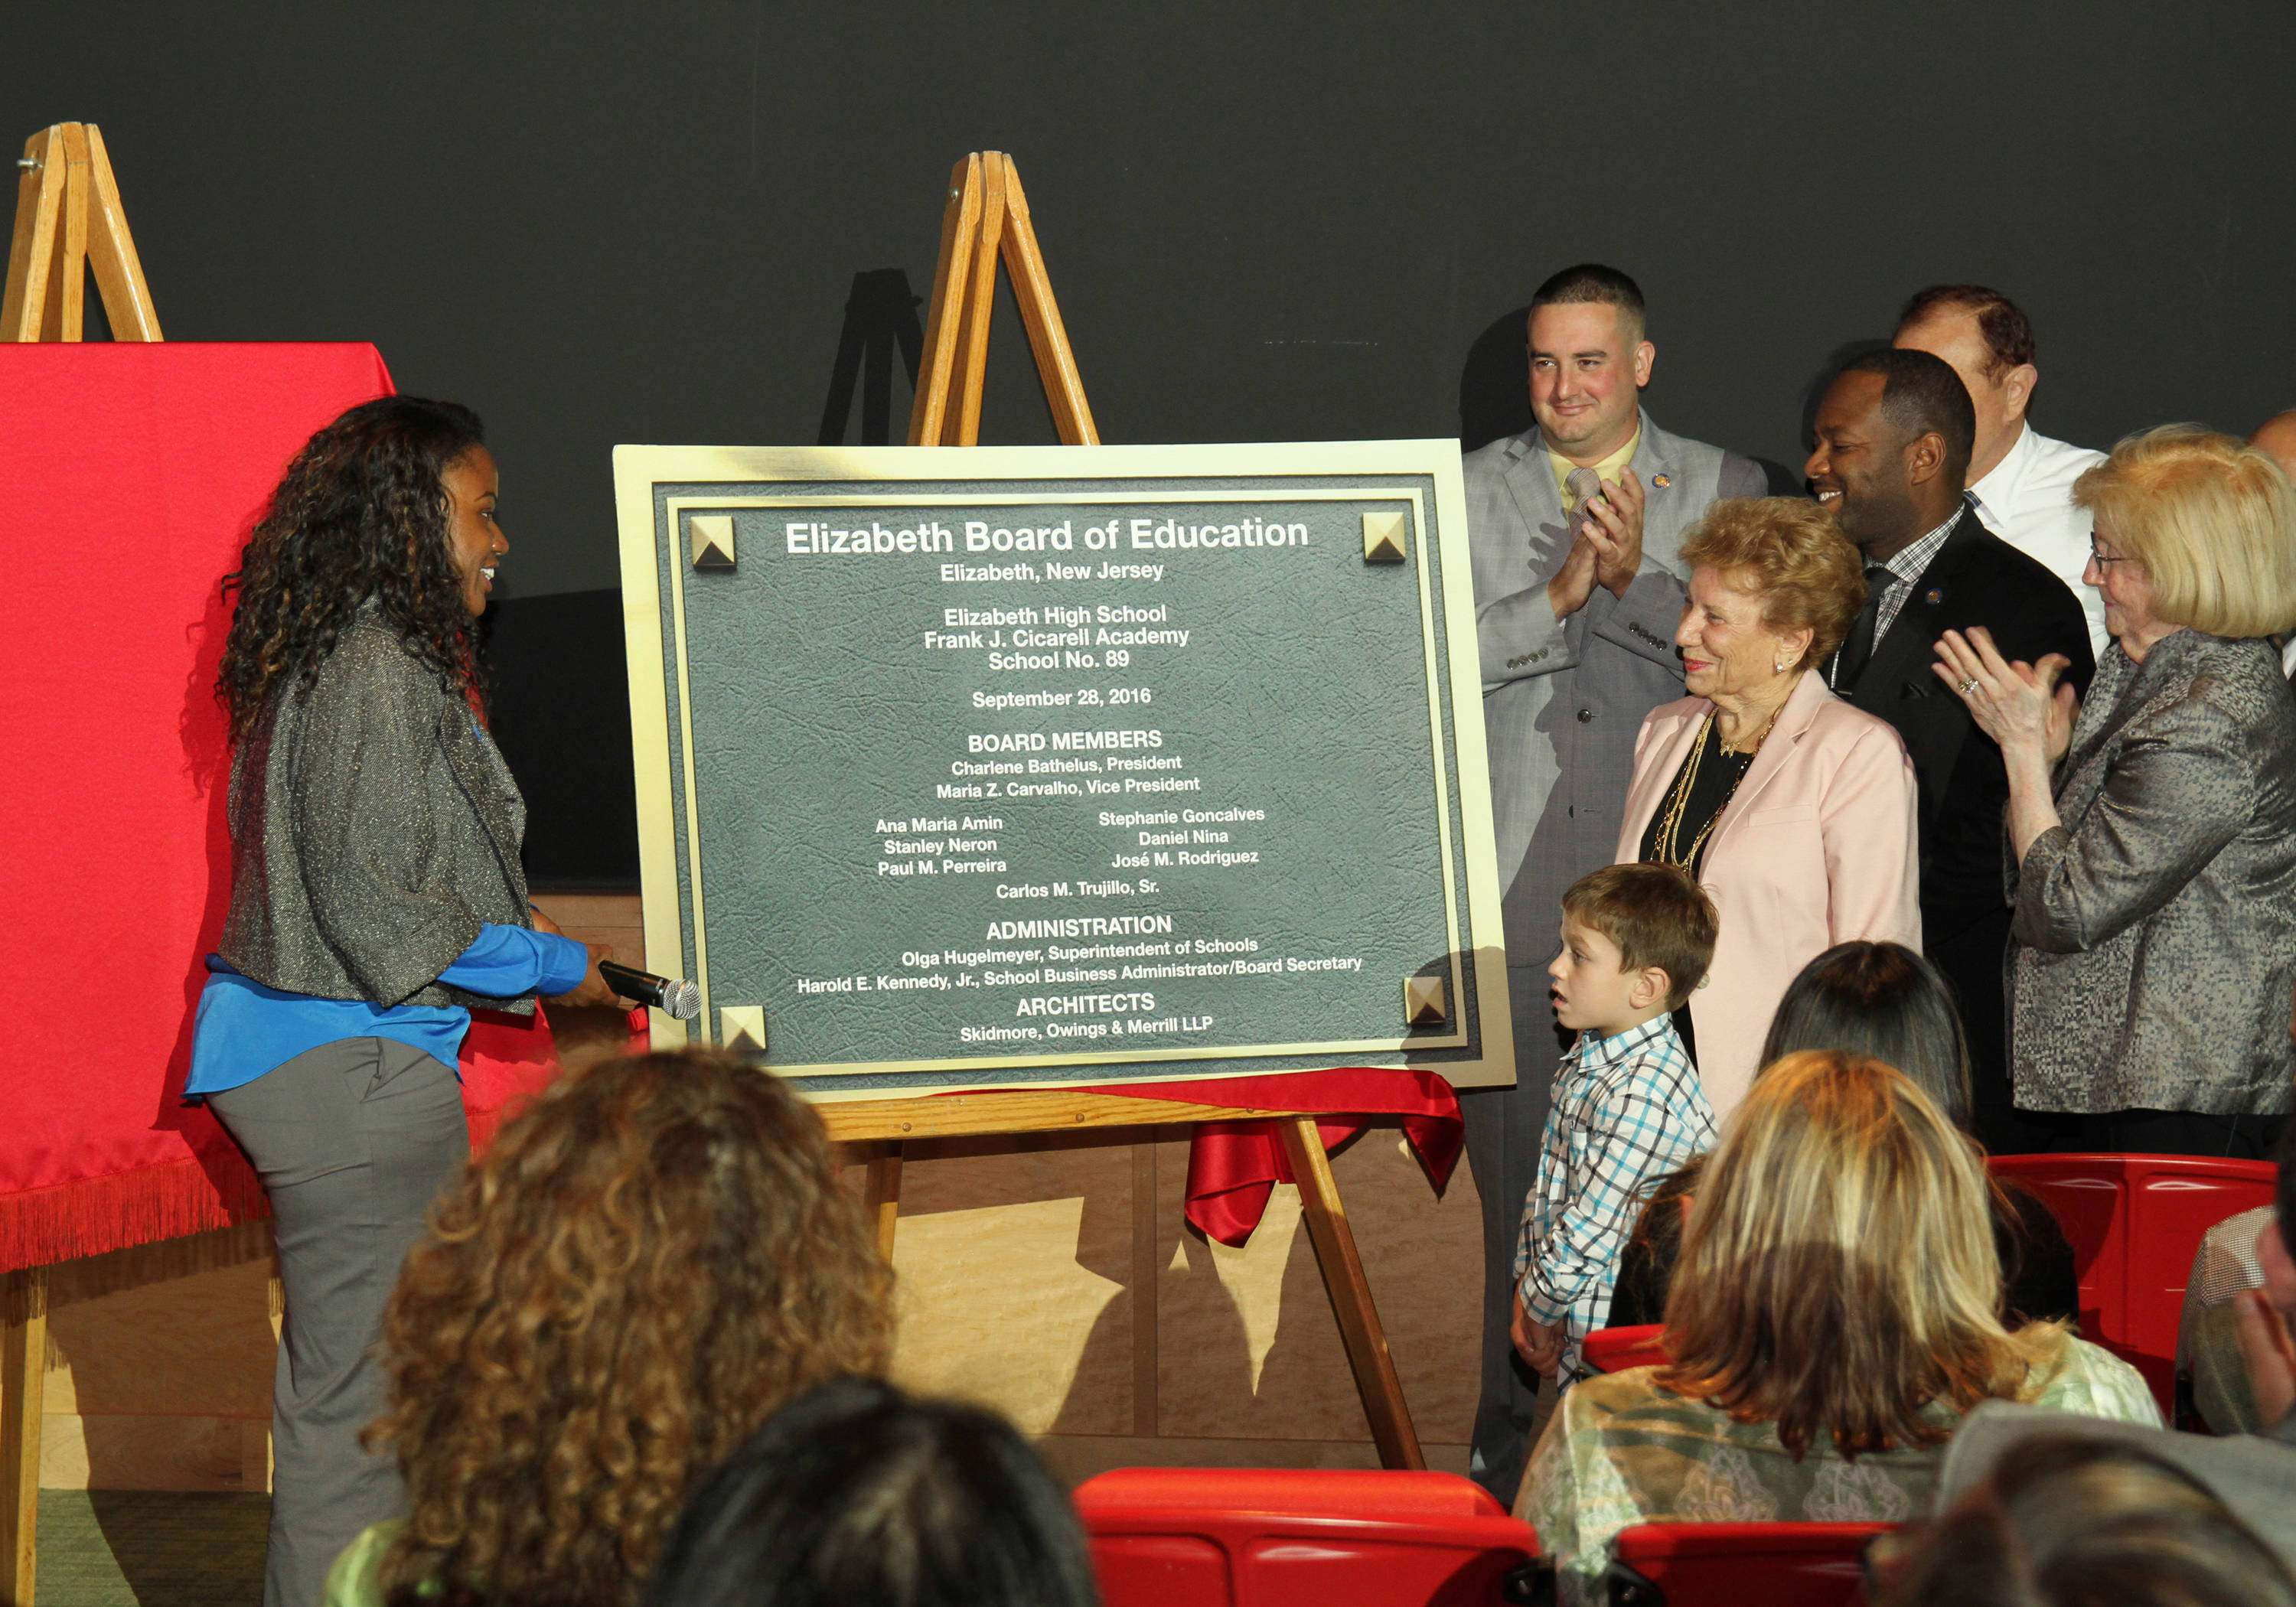 Elizabeth Board of Education
Elizabeth, New Jersey
Elizabeth High School
Frank J. Cicarell Academy
School No. 89
September 28, 2016
BOARD MEMBERS
Charlene Bathelus, President
Maria Z. Carvalho, Vice President
Ana Maria Amin
Stanley Neron
Paul M. Perreira
Stephanie Goncalves
Daniel Nina
José M. Rodriguez
Carlos M. Trujillo, Sr.
ADMINISTRATION
Olga Hugelmeyer, Superintendent of Schools
Harold E. Kennedy, Jr., School Business Administrator/Board Secretary
ARCHITECTS
Skidmore, Owings & Merrill LLP